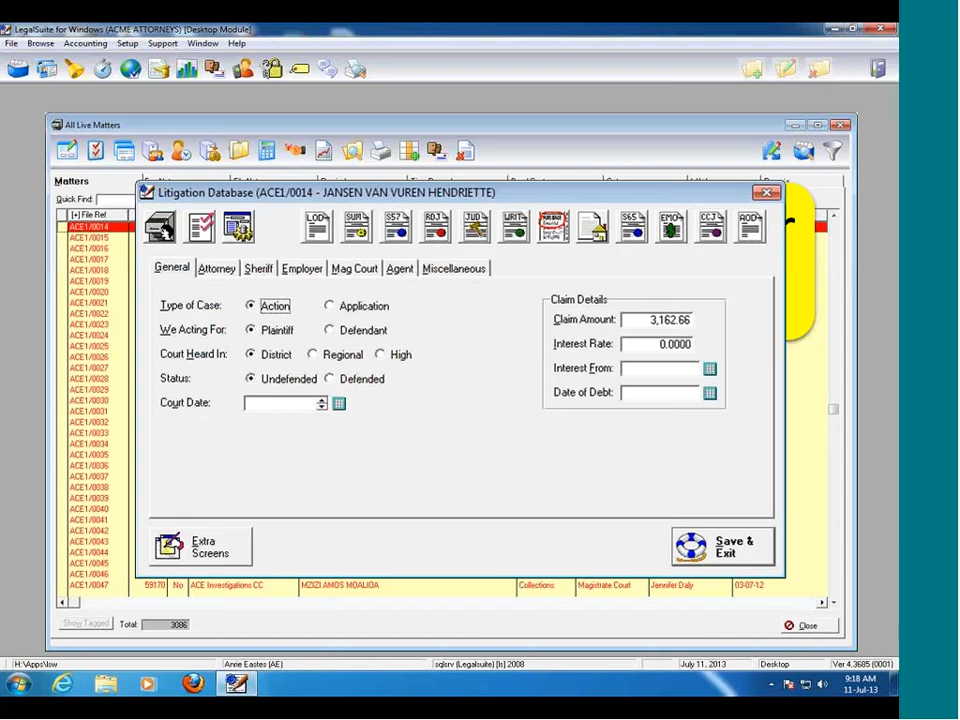 LegalSuite for Windows (ACME ATTORNEYS) [Desktop Module]
File Browse Accounting Setup Support Window Help
All Live Matters
Matters
Quick Find:
[+] File Ref
ACE1/0014
ACE1/0015
ACE1/0016
ACE1/0017
ACE1/0018
ACE1/0019
ACE1/0020
ACE1/0021
ACE1/0022
ACE1/0023
ACE1/0024
ACE1/0025
ACE1/0026
ACE1/0027
ACE1/0028
ACE1/0029
ACE1/0030
ACE1/0031
ACE1/0032
ACE1/0033
ACE1/0034
ACE1/0035
ACE1/0036
ACE1/0037
ACE1/0038
ACE1/0039
ACE1/0040
ACE1/0041
ACE1/0042
ACE1/0043
ACE1/0044
ACE1/0045
ACE1/0046
ACE1/0047 59170 No ACE Investigations CC MZIZI AMOS MOALIOA Collections Magistrate Court Jennifer Daly 03-07-12
Litigation Database (ACE1/0014 - JANSEN VAN VUREN HENDRIETTE)
LOD SUM S57 RDJ JUD WRIT S65 EMO CCJ AOD
General Attorney Sheriff Employer Mag Court Agent Miscellaneous
Type of Case: Action Application
We Acting For: Plaintiff Defendant
Court Heard In: District Regional High
Status: Undefended Defended
Court Date:
Claim Details
Claim Amount: 3,162.66
Interest Rate: 0.0000
Interest From:
Date of Debt:
Extra
Screens
Save &
Exit
Show Tagged Total: 3086 Close
H:\Apps\lsw Anrie Eastes (AE) sqlsrv (Legalsuite) [ls] 2008 July 11, 2013 Desktop Ver 4.3685 (0001)
9:18 AM
11-Jul-13